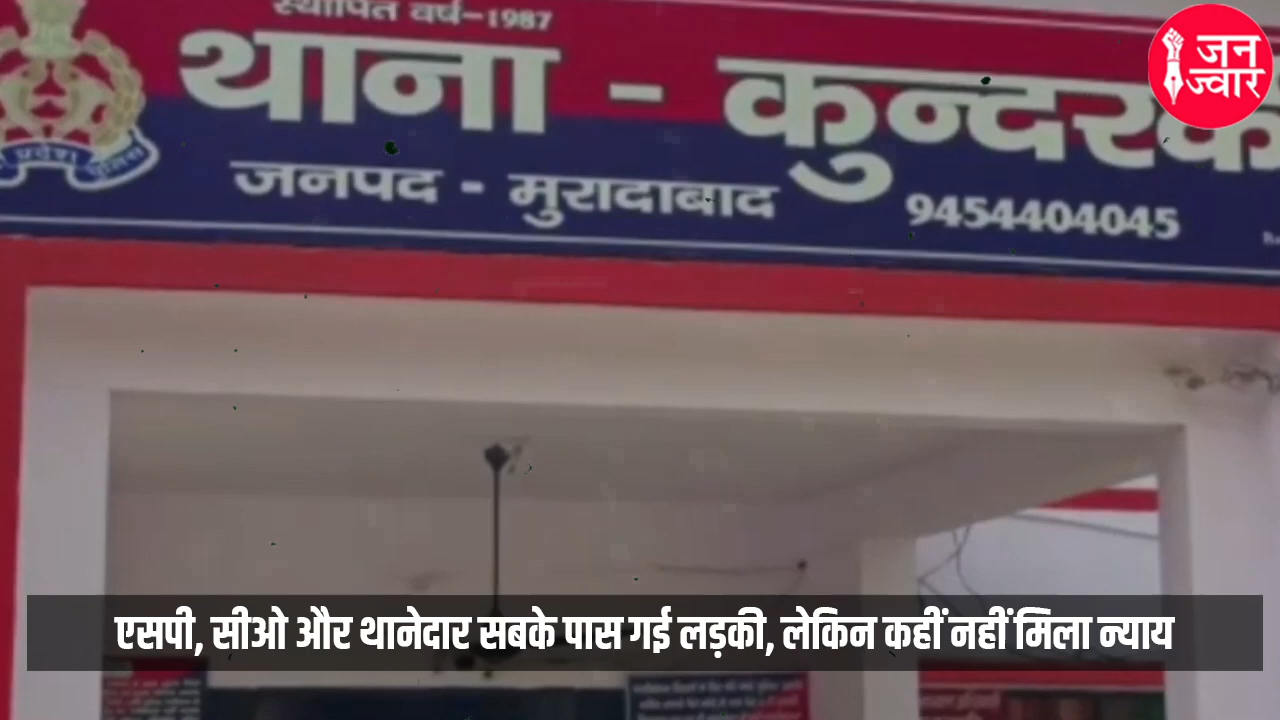 स्थापित वर्ष-1987
थाना - कुन्दरक
जनपद - मुरादाबाद
9454404045
जन
ज्वार
एसपी, सीओ और थानेदार सबके पास गई लड़की, लेकिन कहीं नहीं मिला न्याय